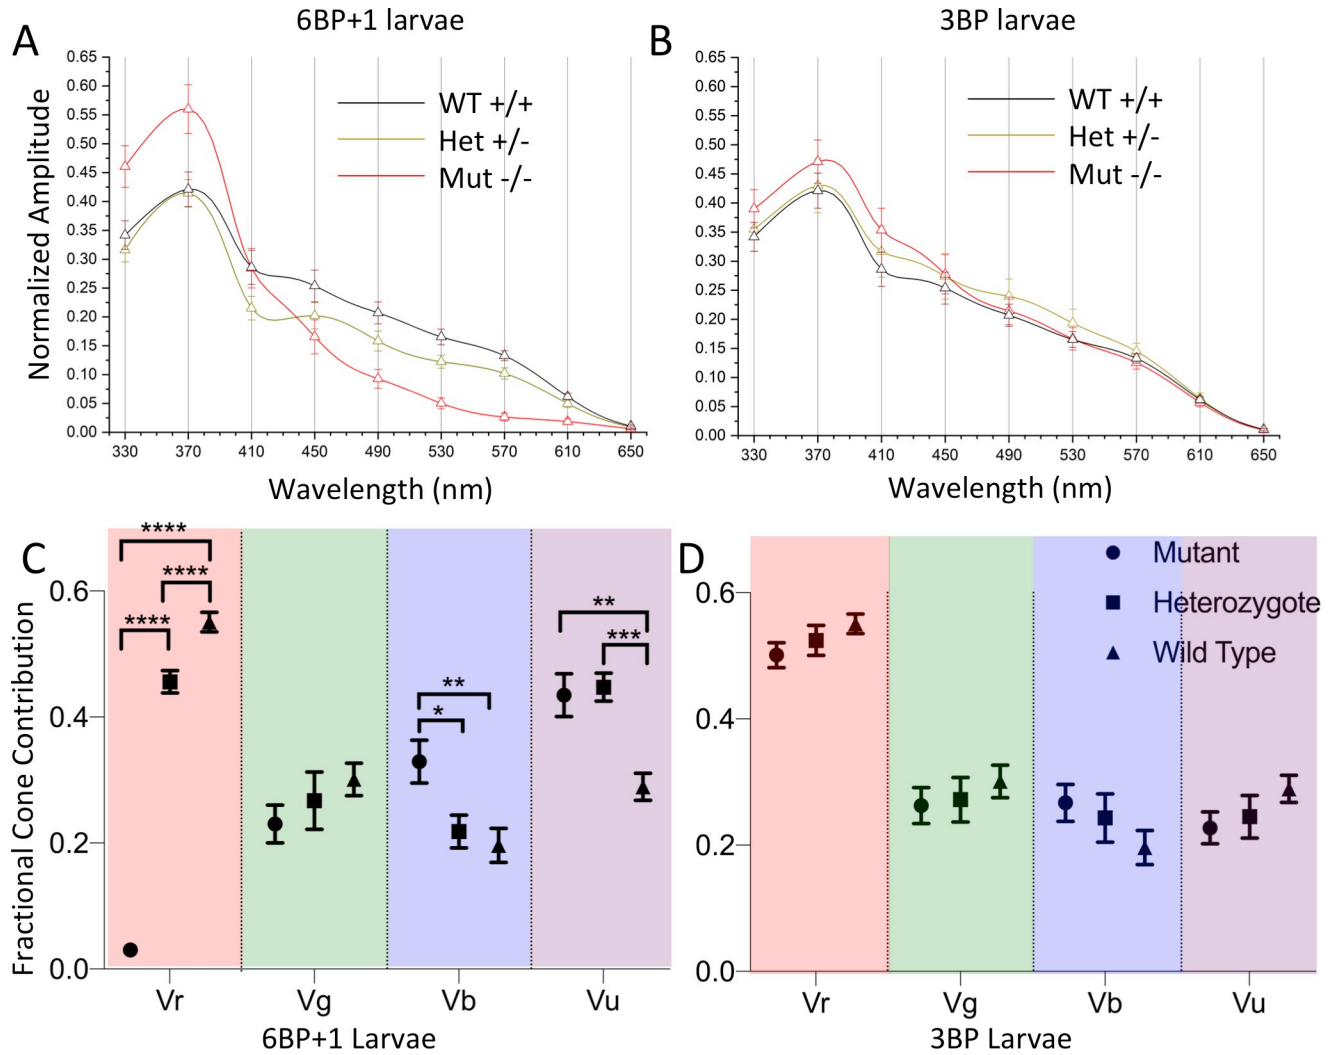 6BP+1 larvae
3BP larvae
A
B
0.65
0.60
0.55
0.50
0.45
0.40
0.35
0.30
0.25
0.20
0.15
0.10
0.05
0.00
Normalized Amplitude
WT +/+
Het +/-
Mut -/-
330 370 410 450 490 530 570 610 650
Wavelength (nm)
0.65
0.60
0.55
0.50
0.45
0.40
0.35
0.30
0.25
0.20
0.15
0.10
0.05
0.00
WT +/+
Het +/-
Mut -/-
330 370 410 450 490 530 570 610 650
Wavelength (nm)
C
Fractional Cone Contribution
0.6
0.4
0.2
0.0
****
****
****
**
*
**
***
Vr Vg Vb Vu
6BP+1 Larvae
D
Mutant
Heterozygote
Wild Type
0.6
0.4
0.2
0.0
Vr Vg Vb Vu
3BP Larvae